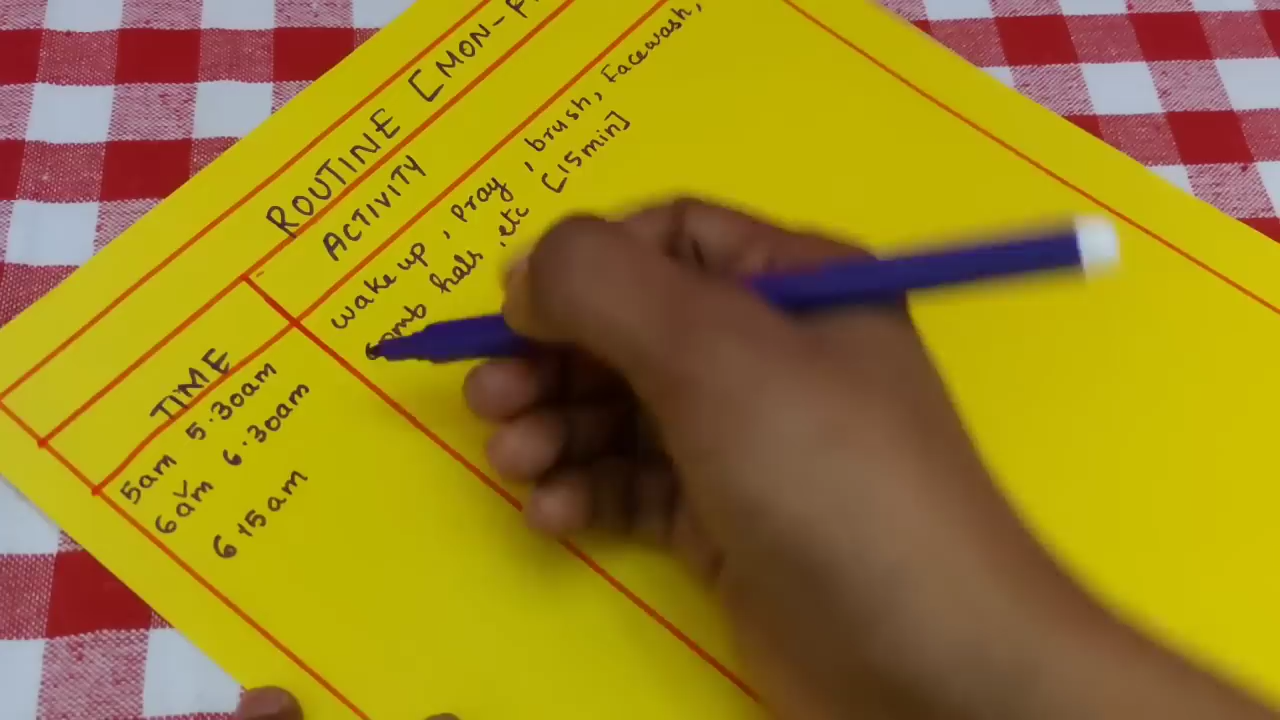 ROUTINE [MON-F
TIME ACTIVITY
5am 5.30am wake up, Pray, brush, Facewash,
6am 6.30am comb hals, etc [15min]
6 15am